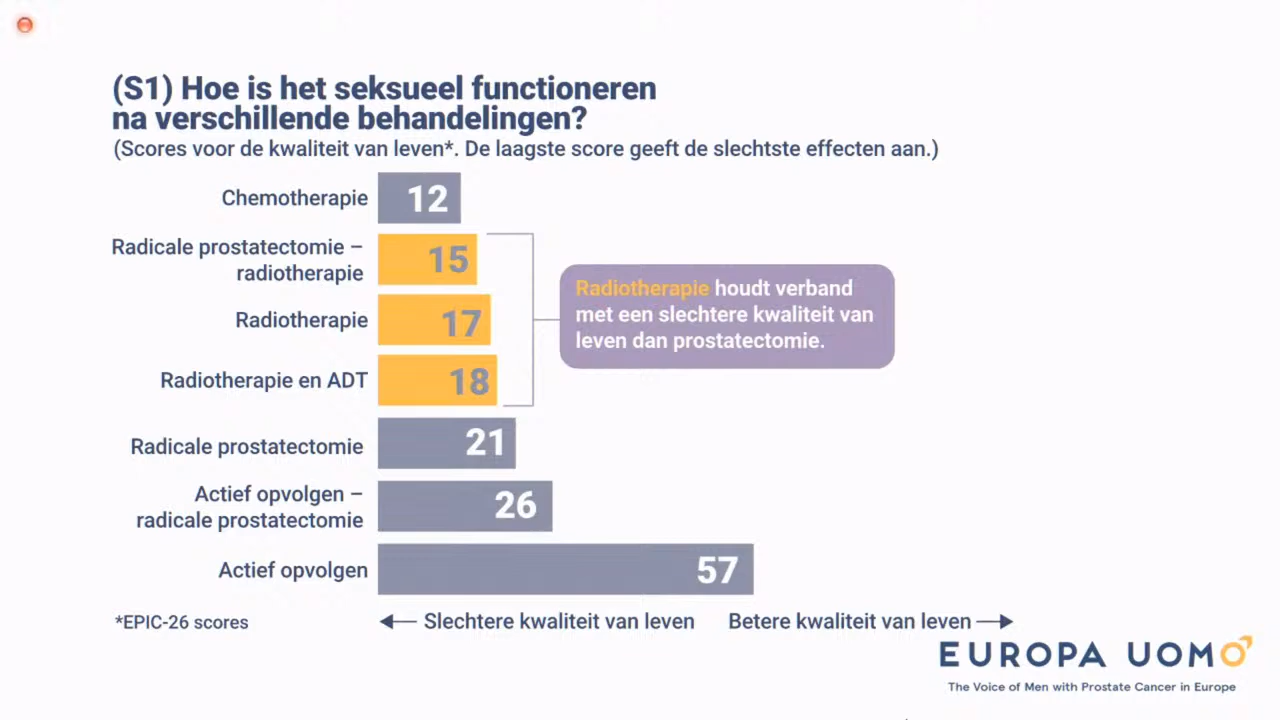 (S1) Hoe is het seksueel functioneren
na verschillende behandelingen?
(Scores voor de kwaliteit van leven*. De laagste score geeft de slechtste effecten aan.)
Chemotherapie
12
Radicale prostatectomie –
radiotherapie
15
Radiotherapie
17
Radiotherapie en ADT
18
Radiotherapie houdt verband
met een slechtere kwaliteit van
leven dan prostatectomie.
Radicale prostatectomie
21
Actief opvolgen –
radicale prostatectomie
26
Actief opvolgen
57
*EPIC-26 scores
Slechtere kwaliteit van leven
Betere kwaliteit van leven
EUROPA UOMO
The Voice of Men with Prostate Cancer in Europe